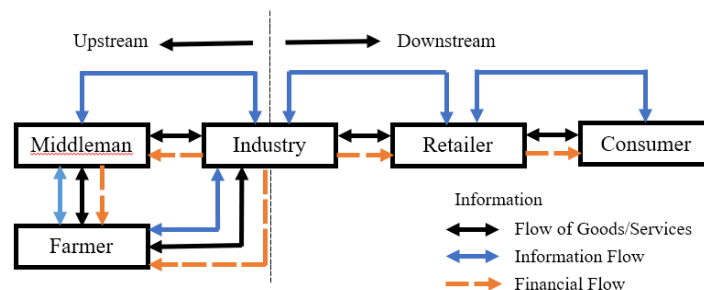 Upstream
Downstream
Middleman
Industry
Retailer
Consumer
Farmer
Information
Flow of Goods/Services
Information Flow
Financial Flow